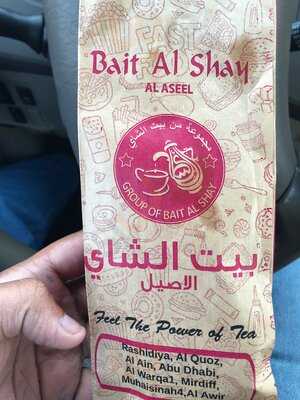 FAST
Bait Al Shay
AL ASEEL
مجموعة من بيت الشاي
GROUP OF BAIT AL SHAY
بيت الشاي
الاصيل
Feel The Power of Tea
Rashidiya, Al Quoz,
Al Ain, Abu Dhabi,
Al Warqa1, Mirdiff,
Muhaisinah4,Al Awir